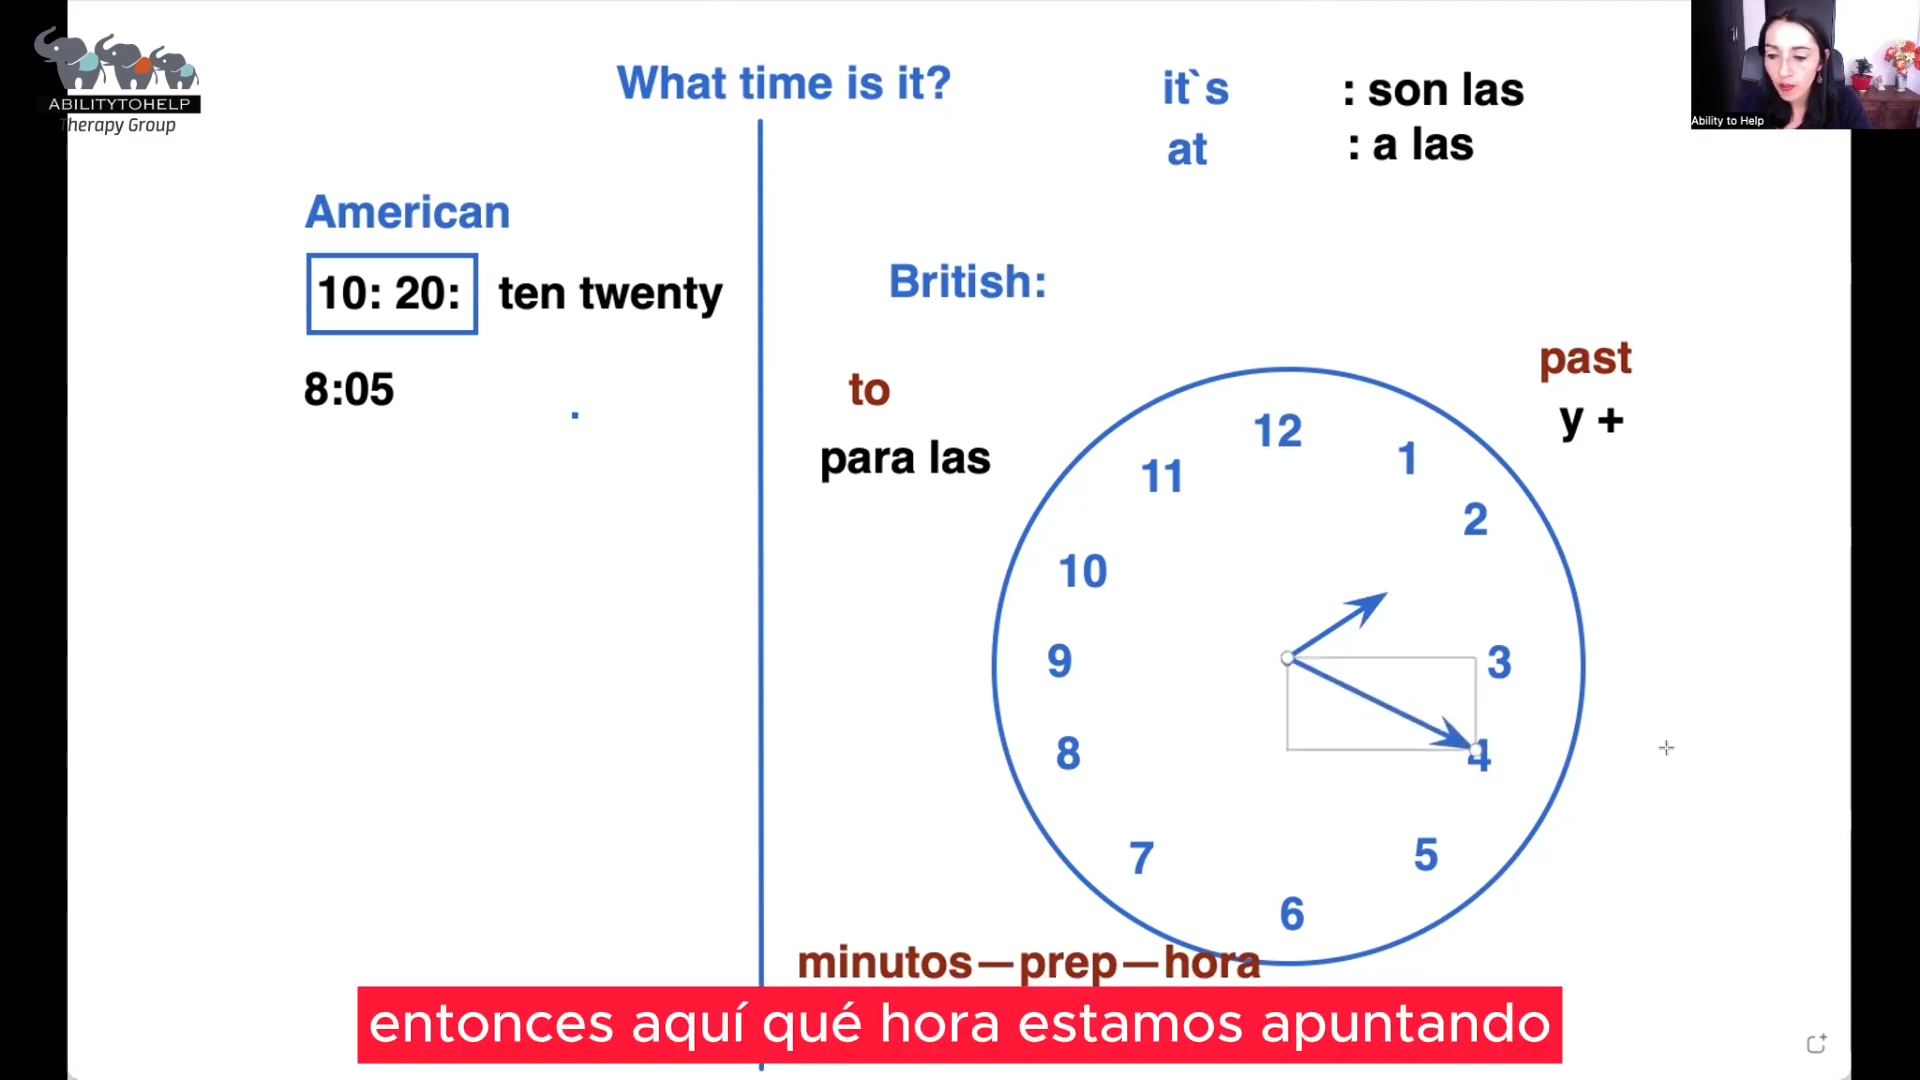 ABILITYTOHELP
Therapy Group
What time is it?
it`s : son las
at : a las
Ability to Help
American
10: 20: ten twenty
8:05
British:
to
para las
past
y +
12
1
2
3
4
5
6
7
8
9
10
11
minutos—prep—hora
entonces aquí qué hora estamos apuntando